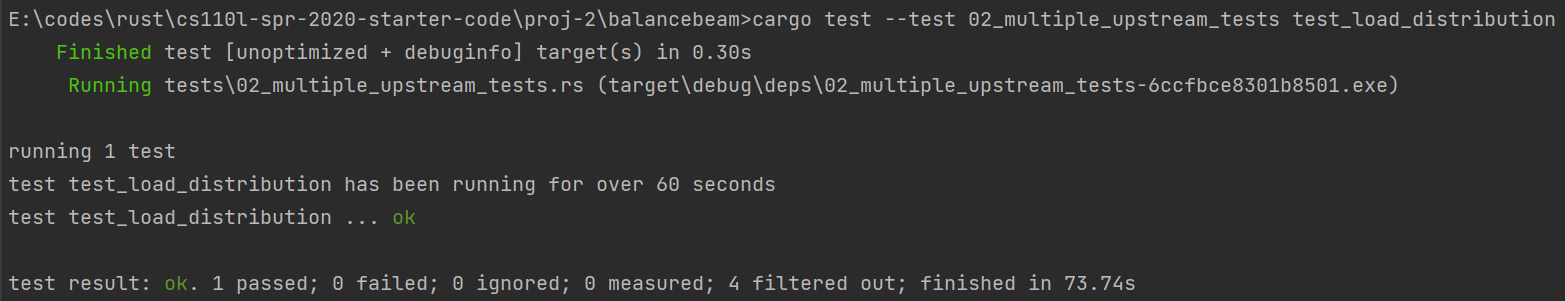 E:\codes\rust\cs110l-spr-2020-starter-code\proj-2\balancebeam>cargo test --test 02_multiple_upstream_tests test_load_distribution
    Finished test [unoptimized + debuginfo] target(s) in 0.30s
     Running tests\02_multiple_upstream_tests.rs (target\debug\deps\02_multiple_upstream_tests-6ccfbce8301b8501.exe)

running 1 test
test test_load_distribution has been running for over 60 seconds
test test_load_distribution ... ok

test result: ok. 1 passed; 0 failed; 0 ignored; 0 measured; 4 filtered out; finished in 73.74s